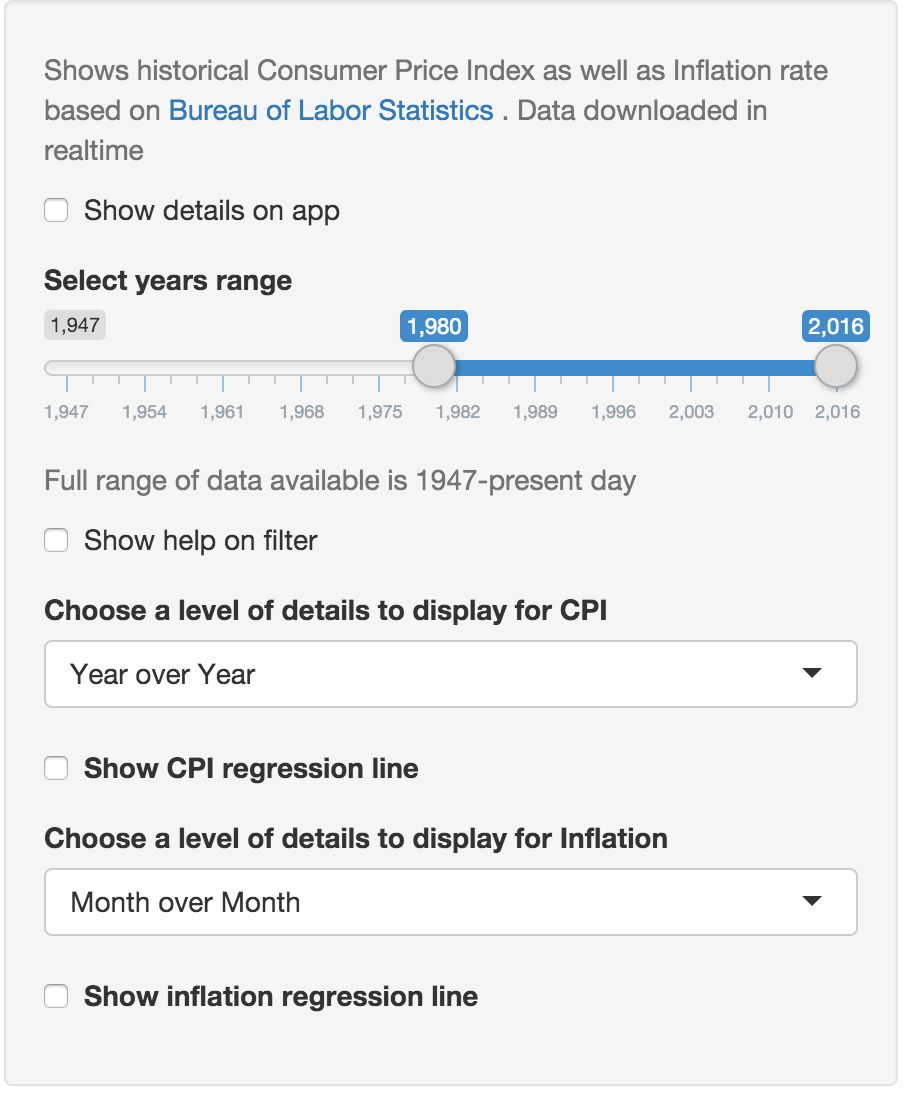 Shows historical Consumer Price Index as well as Inflation rate
based on Bureau of Labor Statistics . Data downloaded in
realtime
Show details on app
Select years range
1,947 1,980 2,016
1,947 1,954 1,961 1,968 1,975 1,982 1,989 1,996 2,003 2,010 2,016
Full range of data available is 1947-present day
Show help on filter
Choose a level of details to display for CPI
Year over Year
Show CPI regression line
Choose a level of details to display for Inflation
Month over Month
Show inflation regression line